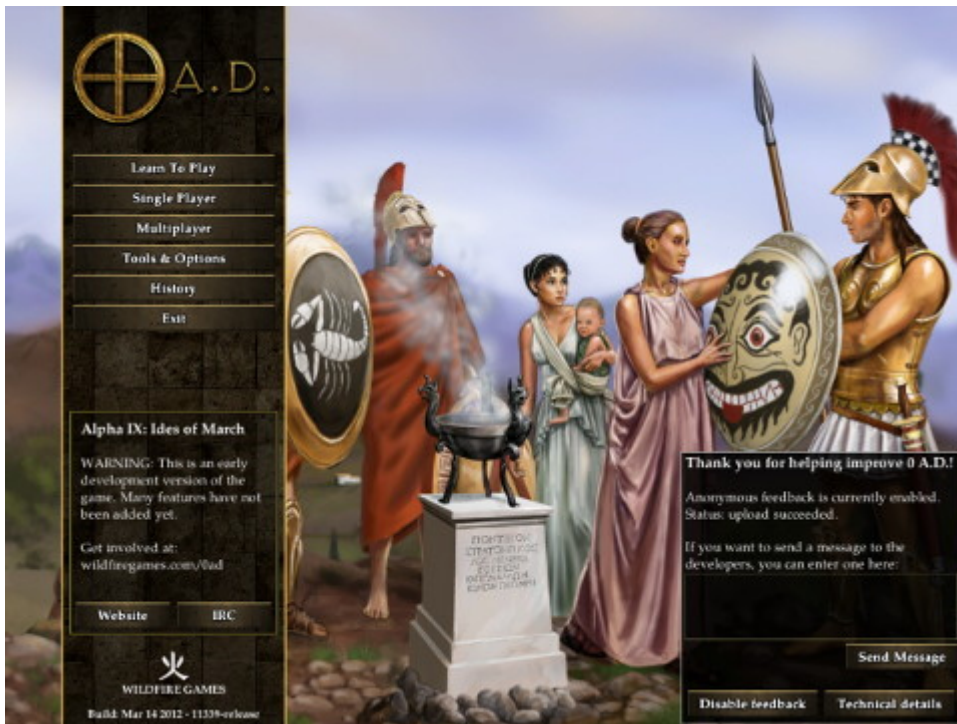 0 A.D.
Learn To Play
Single Player
Multiplayer
Tools & Options
History
Exit
Alpha IX: Ides of March
WARNING: This is an early
development version of the
game. Many features have not
been added yet.
Get involved at:
wildfiregames.com/0ad
Website
IRC
WILDFIRE GAMES
Build: Mar 14 2012 - 11339-release
Thank you for helping improve 0 A.D.!
Anonymous feedback is currently enabled.
Status: upload succeeded.
If you want to send a message to the
developers, you can enter one here:
Send Message
Disable feedback
Technical details